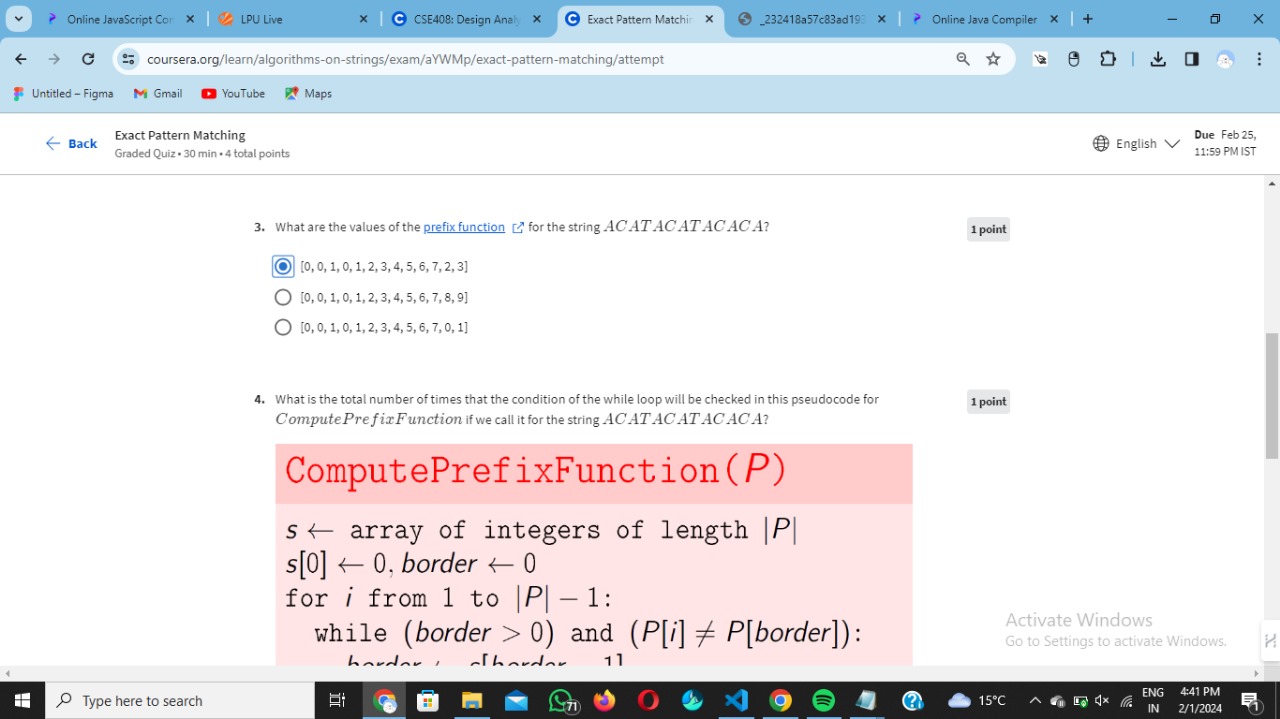 Online JavaScript Con
LPU Live
CSE408: Design Analy
Exact Pattern Matchin
_232418a57c83ad193
Online Java Compiler
coursera.org/learn/algorithms-on-strings/exam/aYWMp/exact-pattern-matching/attempt
Untitled – Figma
Gmail
YouTube
Maps
Back
Exact Pattern Matching
Graded Quiz • 30 min • 4 total points
English
Due Feb 25,
11:59 PM IST
3. What are the values of the prefix function for the string ACATACATACACA?
1 point
[0, 0, 1, 0, 1, 2, 3, 4, 5, 6, 7, 2, 3]
[0, 0, 1, 0, 1, 2, 3, 4, 5, 6, 7, 8, 9]
[0, 0, 1, 0, 1, 2, 3, 4, 5, 6, 7, 0, 1]
4. What is the total number of times that the condition of the while loop will be checked in this pseudocode for
1 point
ComputePrefixFunction if we call it for the string ACATACATACACA?
ComputePrefixFunction(P)
s ← array of integers of length |P|
s[0] ← 0, border ← 0
for i from 1 to |P| − 1:
while (border > 0) and (P[i] ≠ P[border]):
border ← s[border − 1]
Activate Windows
Go to Settings to activate Windows.
Type here to search
71
15°C
ENG
IN
4:41 PM
2/1/2024
1